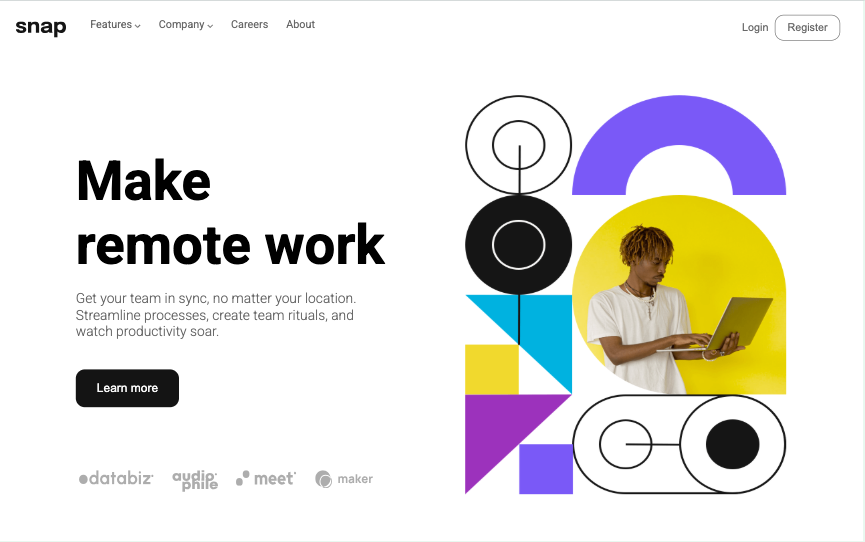 snap
Features
Company
Careers
About
Login
Register
Make
remote work
Get your team in sync, no matter your location.
Streamline processes, create team rituals, and
watch productivity soar.
Learn more
databiz
audiophile
meet
maker